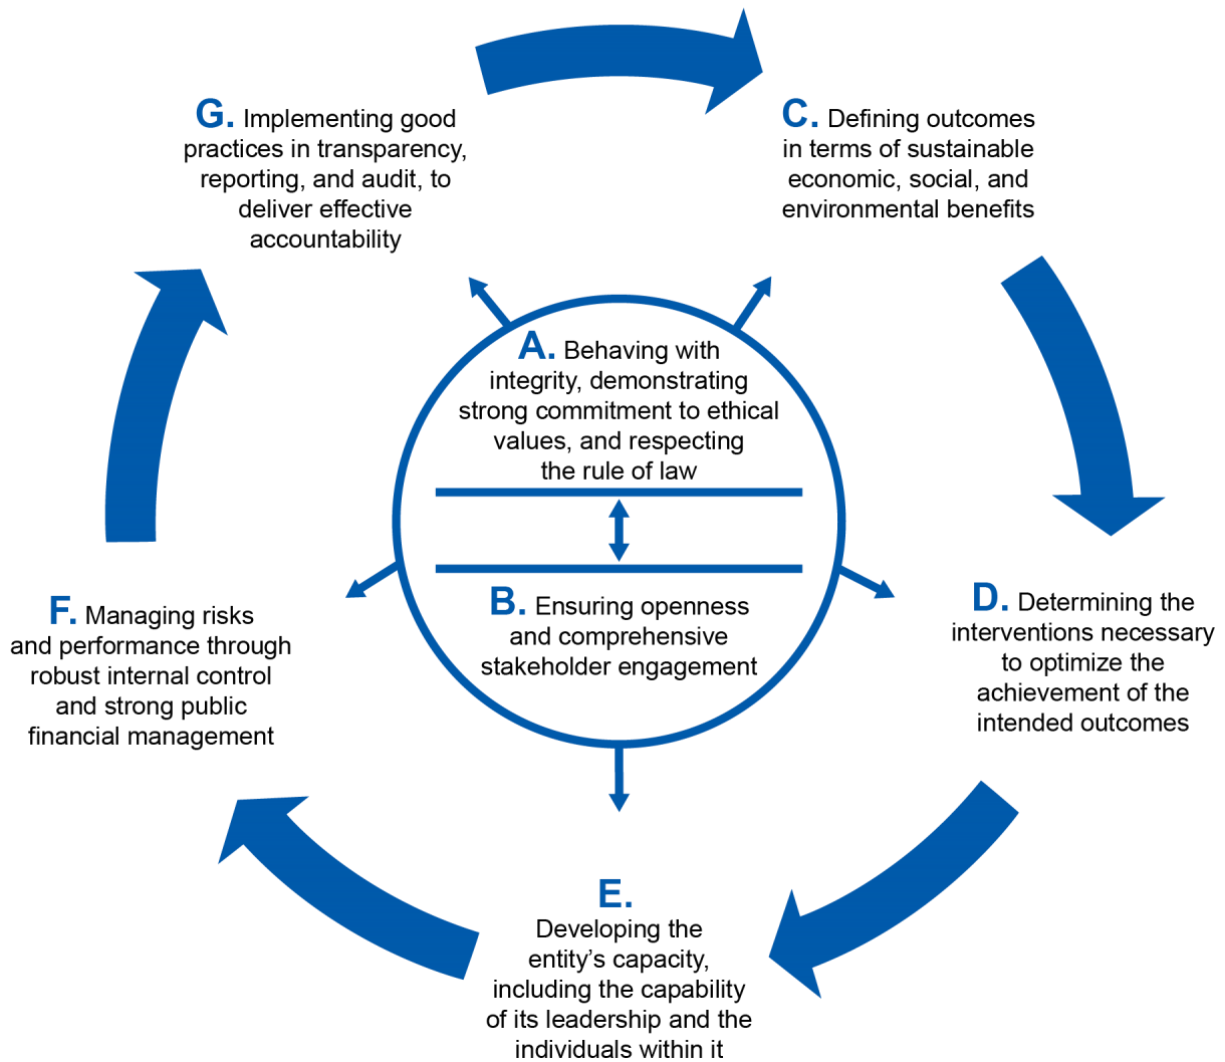 G. Implementing good
practices in transparency,
reporting, and audit, to
deliver effective
accountability
C. Defining outcomes
in terms of sustainable
economic, social, and
environmental benefits
A. Behaving with
integrity, demonstrating
strong commitment to ethical
values, and respecting
the rule of law
B. Ensuring openness
and comprehensive
stakeholder engagement
F. Managing risks
and performance through
robust internal control
and strong public
financial management
D. Determining the
interventions necessary
to optimize the
achievement of the
intended outcomes
E.
Developing the
entity’s capacity,
including the capability
of its leadership and the
individuals within it